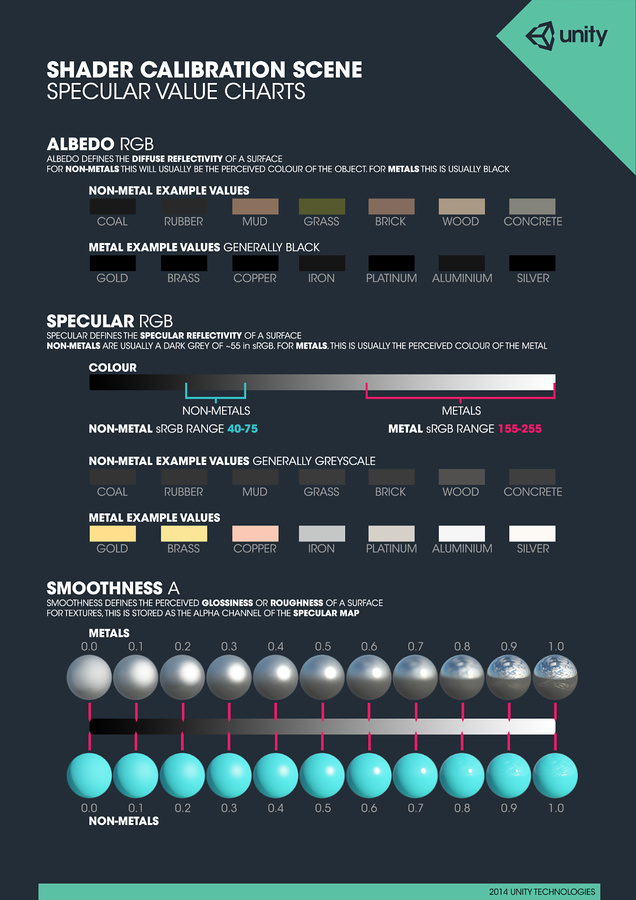 unity
SHADER CALIBRATION SCENE
SPECULAR VALUE CHARTS
ALBEDO RGB
ALBEDO DEFINES THE DIFFUSE REFLECTIVITY OF A SURFACE
FOR NON-METALS THIS WILL USUALLY BE THE PERCEIVED COLOUR OF THE OBJECT. FOR METALS THIS IS USUALLY BLACK
NON-METAL EXAMPLE VALUES
COAL RUBBER MUD GRASS BRICK WOOD CONCRETE
METAL EXAMPLE VALUES GENERALLY BLACK
GOLD BRASS COPPER IRON PLATINUM ALUMINIUM SILVER
SPECULAR RGB
SPECULAR DEFINES THE SPECULAR REFLECTIVITY OF A SURFACE
NON-METALS ARE USUALLY A DARK GREY OF ~55 in sRGB. FOR METALS, THIS IS USUALLY THE PERCEIVED COLOUR OF THE METAL
COLOUR
NON-METALS METALS
NON-METAL sRGB RANGE 40-75 METAL sRGB RANGE 155-255
NON-METAL EXAMPLE VALUES GENERALLY GREYSCALE
COAL RUBBER MUD GRASS BRICK WOOD CONCRETE
METAL EXAMPLE VALUES
GOLD BRASS COPPER IRON PLATINUM ALUMINIUM SILVER
SMOOTHNESS A
SMOOTHNESS DEFINES THE PERCEIVED GLOSSINESS OR ROUGHNESS OF A SURFACE
FOR TEXTURES, THIS IS STORED AS THE ALPHA CHANNEL OF THE SPECULAR MAP
METALS
0.0 0.1 0.2 0.3 0.4 0.5 0.6 0.7 0.8 0.9 1.0
0.0 0.1 0.2 0.3 0.4 0.5 0.6 0.7 0.8 0.9 1.0
NON-METALS
2014 UNITY TECHNOLOGIES